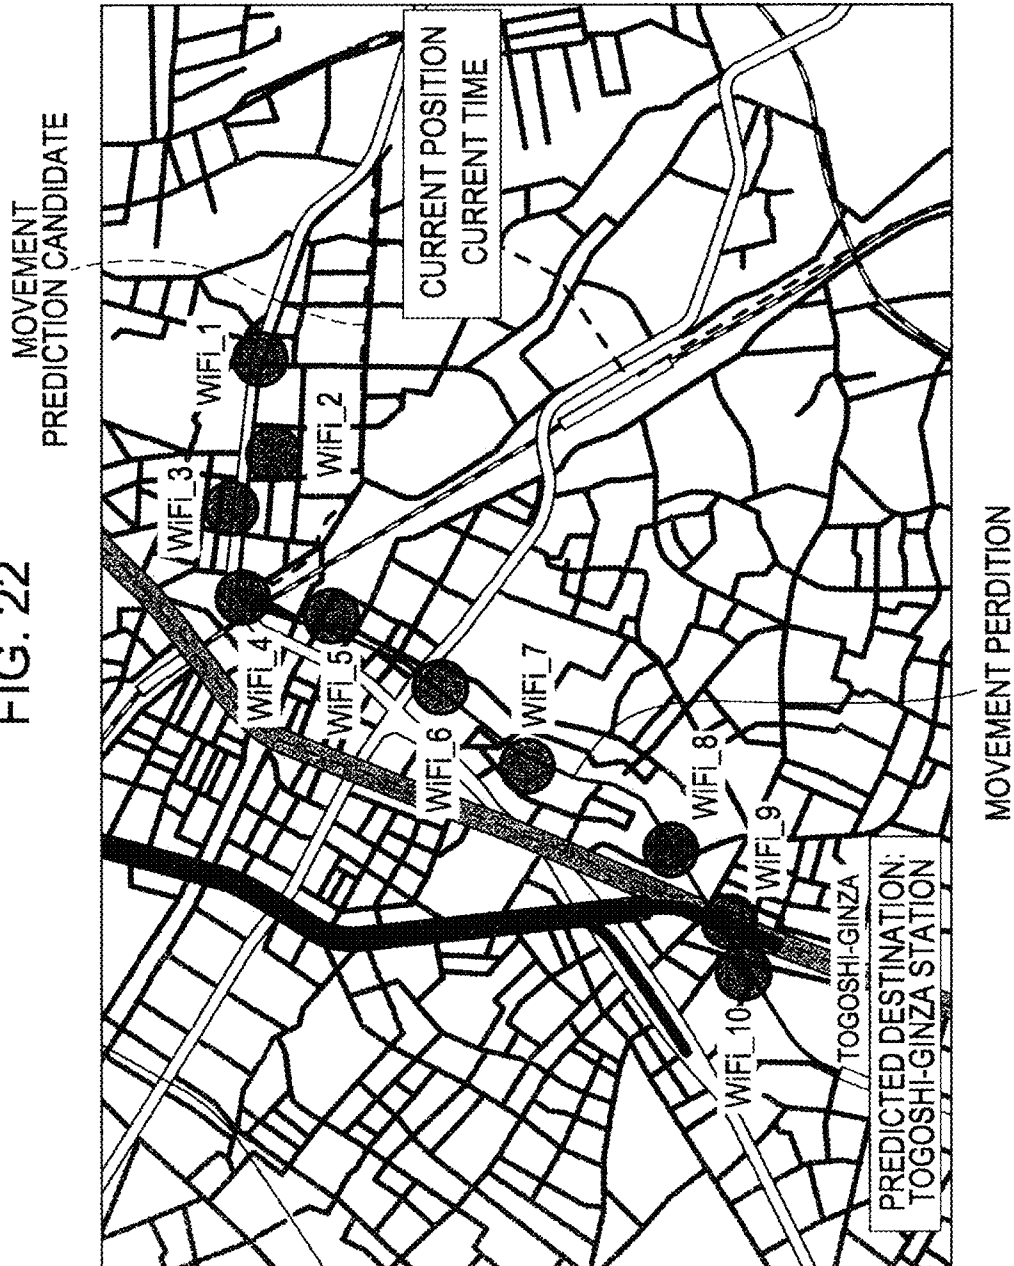 FIG. 22
MOVEMENT
PREDICTION CANDIDATE
CURRENT POSITION
CURRENT TIME
WiFi_1
WiFi_2
WiFi_3
WiFi_4
WiFi_5
WiFi_6
WiFi_7
WiFi_8
WiFi_9
WiFi_10
TOGOSHI-GINZA
PREDICTED DESTINATION:
TOGOSHI-GINZA STATION
MOVEMENT PERDITION